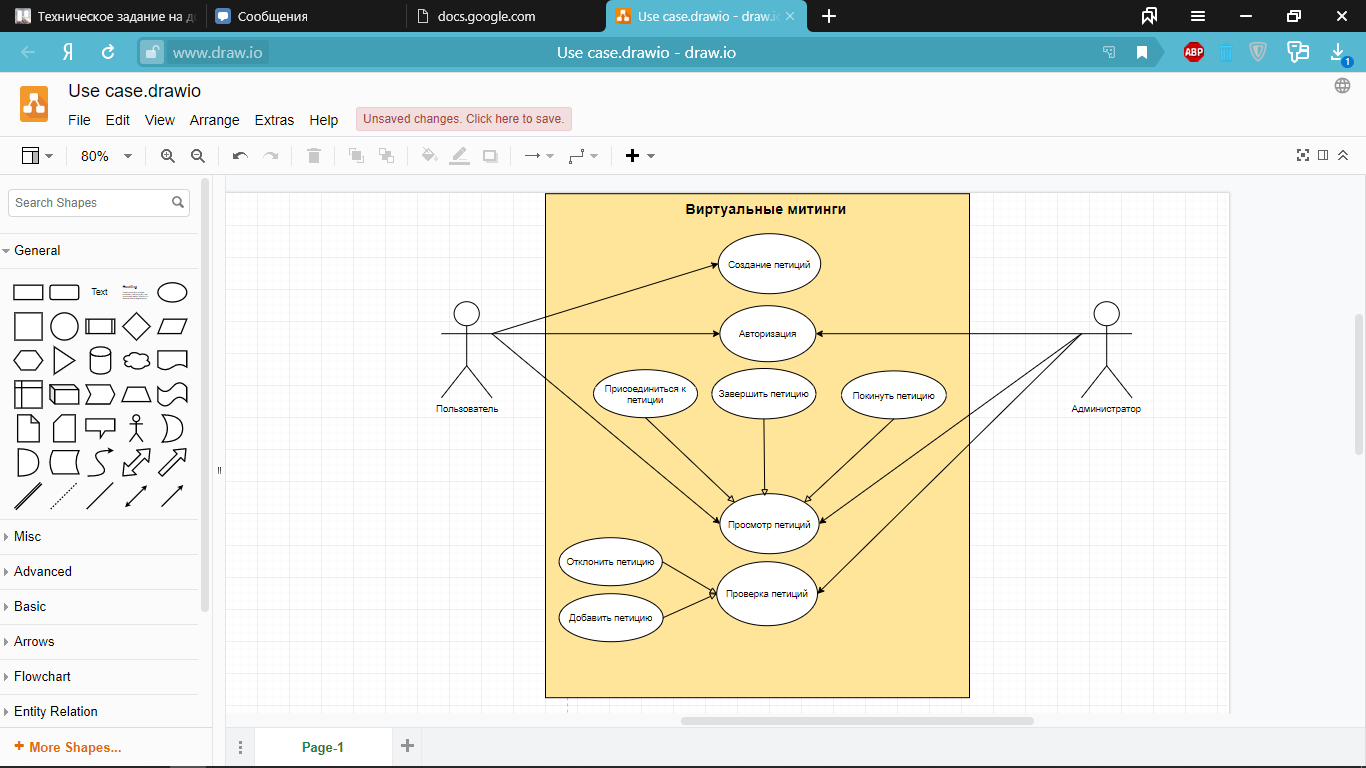 Техническое задание на д
Сообщения
docs.google.com
Use case.drawio - draw.i
Я
www.draw.io
Use case.drawio - draw.io
ABP
1
Use case.drawio
File Edit View Arrange Extras Help
Unsaved changes. Click here to save.
80%
Search Shapes
General
Text
Heading
Misc
Advanced
Basic
Arrows
Flowchart
Entity Relation
More Shapes...
Виртуальные митинги
Создание петиций
Авторизация
Присоединиться к
петиции
Завершить петицию
Покинуть петицию
Пользователь
Администратор
Просмотр петиций
Отклонить петицию
Проверка петиций
Добавить петицию
Page-1